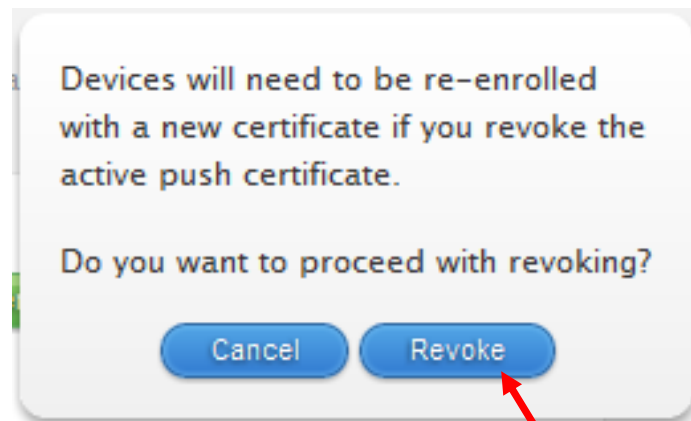 Devices will need to be re-enrolled
with a new certificate if you revoke the
active push certificate.
Do you want to proceed with revoking?
Cancel Revoke